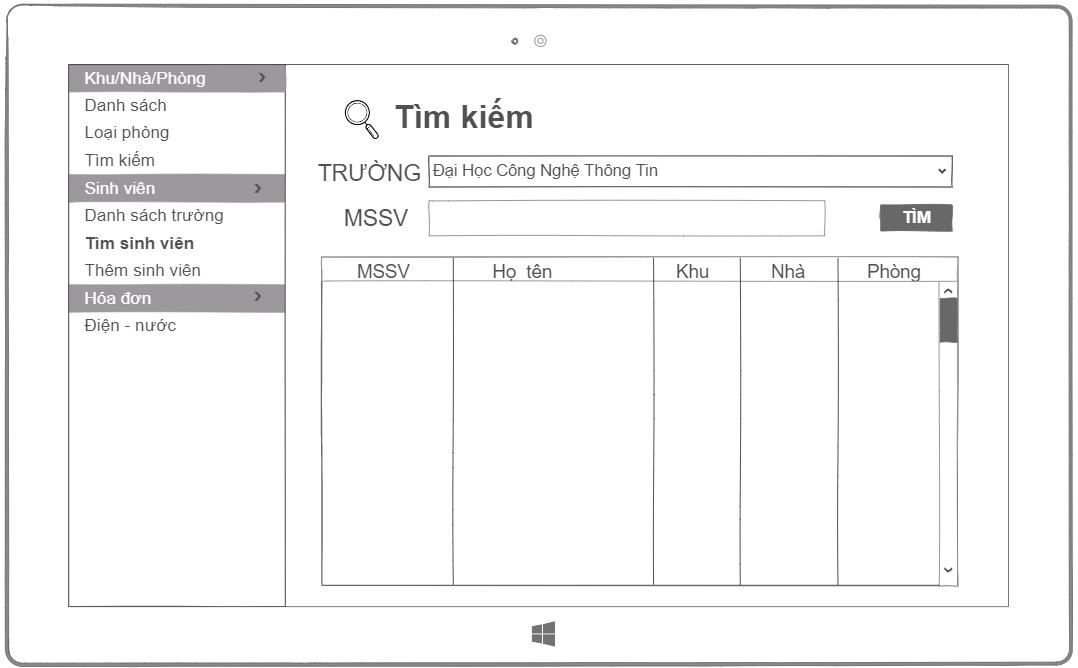 Khu/Nhà/Phòng
Danh sách
Loại phòng
Tìm kiếm
Sinh viên
Danh sách trường
Tìm sinh viên
Thêm sinh viên
Hóa đơn
Điện - nước
Tìm kiếm
TRƯỜNG Đại Học Công Nghệ Thông Tin
MSSV TÌM
MSSV Họ tên Khu Nhà Phòng